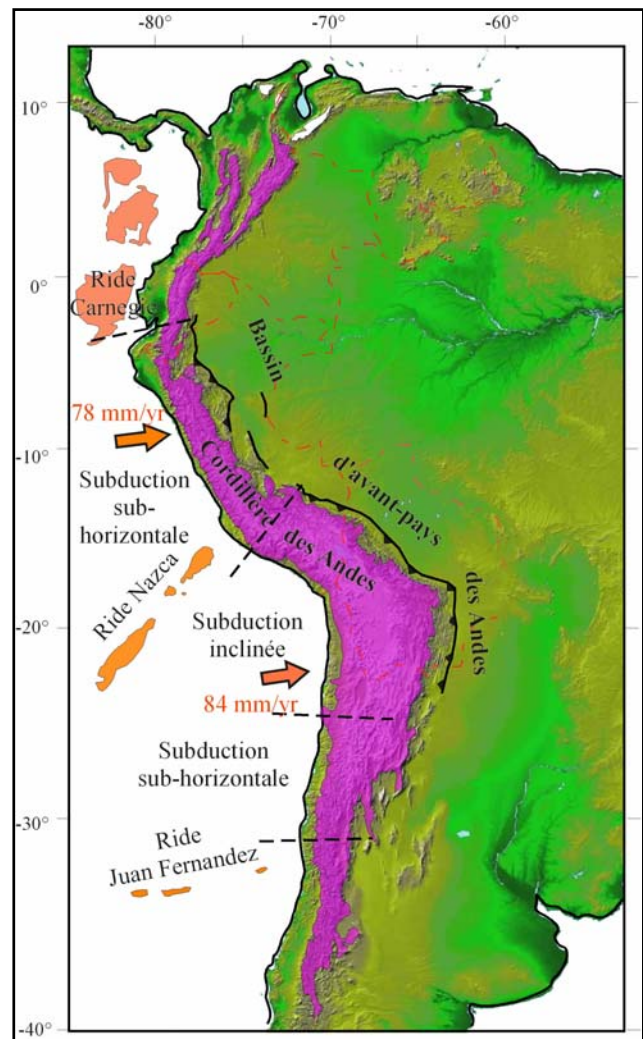 -80°
-70°
-60°
10°
0°
-10°
-20°
-30°
-40°
Ride
Carnegie
78 mm/yr
Subduction
sub-
horizontale
Ride Nazca
Subduction
inclinée
84 mm/yr
Subduction
sub-horizontale
Ride
Juan Fernandez
Cordillère des Andes
Bassin
d'avant-pays
des Andes